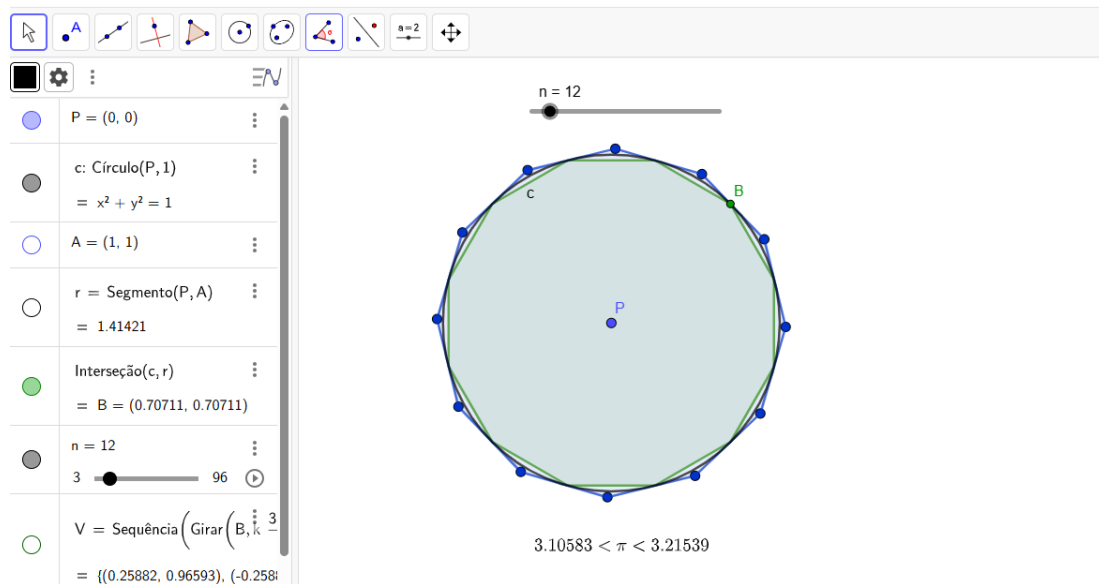 A
a=2
P = (0, 0)
c: Círculo(P, 1)
= x² + y² = 1
A = (1, 1)
r = Segmento(P, A)
= 1.41421
Interseção(c, r)
= B = (0.70711, 0.70711)
n = 12
3 96
V = Sequência(Girar(B, k 3
= {(0.25882, 0.96593), (-0.258
n = 12
c
B
P
3.10583 < π < 3.21539